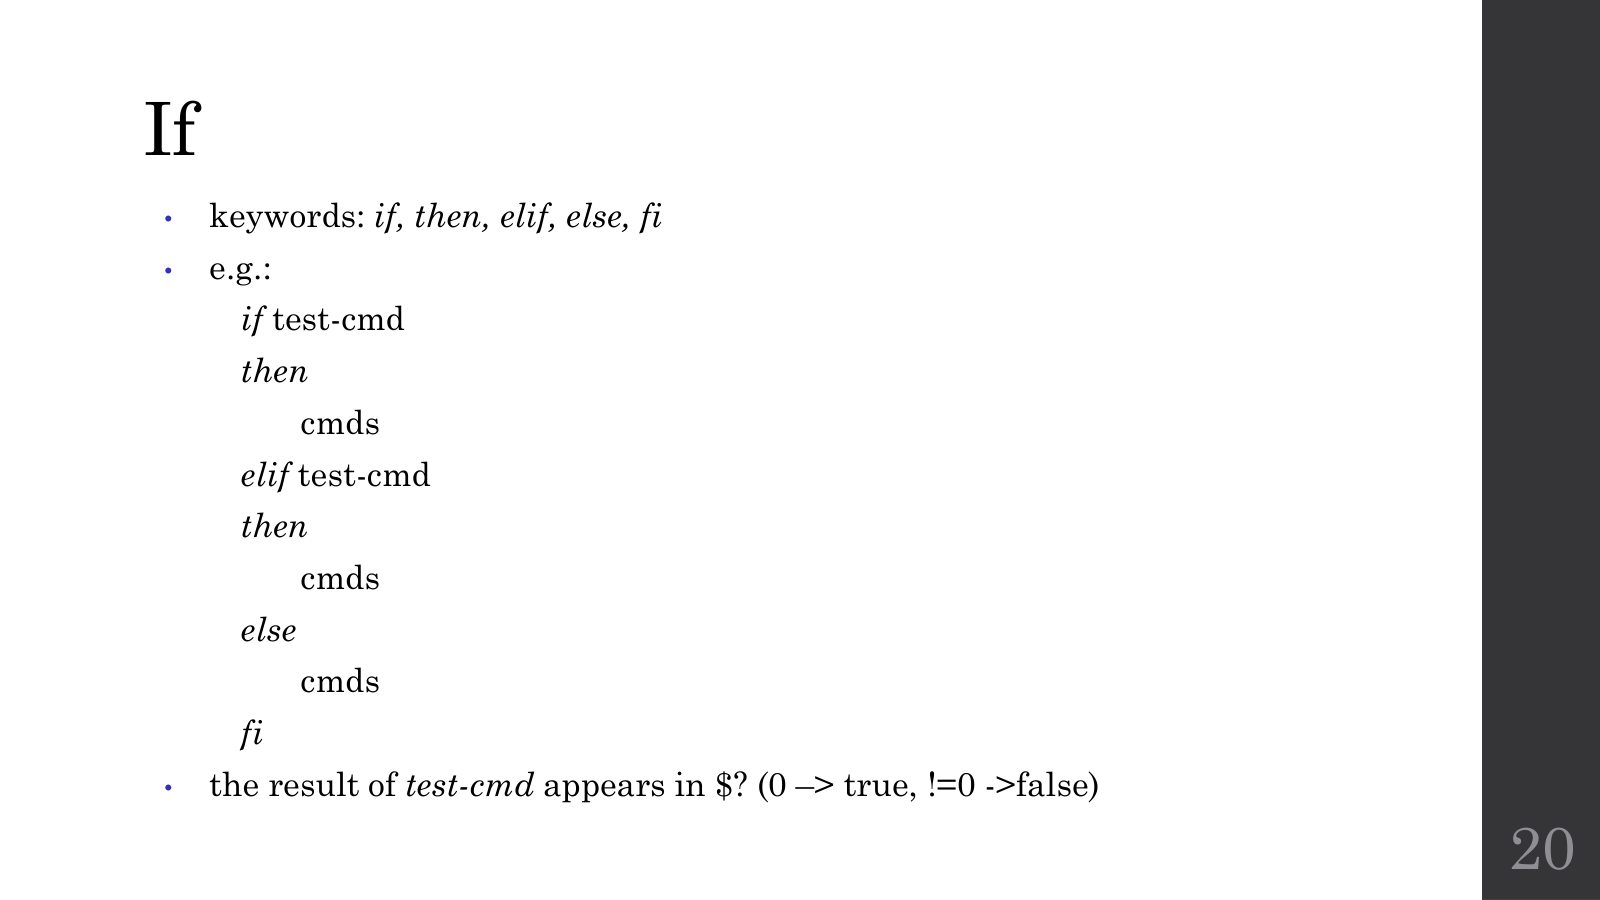 If
• keywords: if, then, elif, else, fi
• e.g.:
if test-cmd
then
cmds
elif test-cmd
then
cmds
else
cmds
fi
• the result of test-cmd appears in $? (0 –> true, !=0 ->false)
20